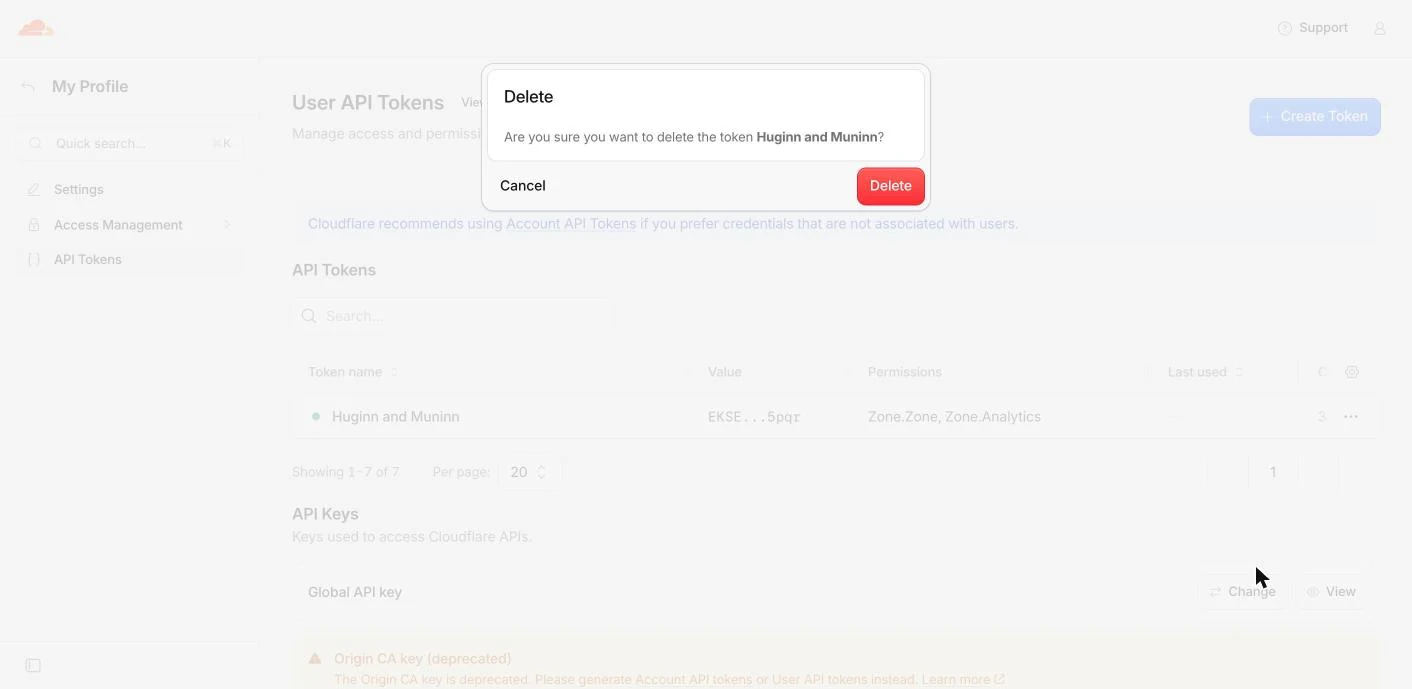 Support
My Profile
Quick search...
⌘K
Settings
Access Management
API Tokens
User API Tokens
Manage access and permissi
Create Token
Delete
Are you sure you want to delete the token Huginn and Muninn?
Cancel
Delete
Cloudflare recommends using Account API Tokens if you prefer credentials that are not associated with users.
API Tokens
Search...
Token name
Value
Permissions
Last used
C
Huginn and Muninn
EKSE...5pqr
Zone.Zone, Zone.Analytics
3
Showing 1-7 of 7
Per page:
20
1
API Keys
Keys used to access Cloudflare APIs.
Global API key
Change
View
Origin CA key (deprecated)
The Origin CA key is deprecated. Please generate Account API tokens or User API tokens instead. Learn more